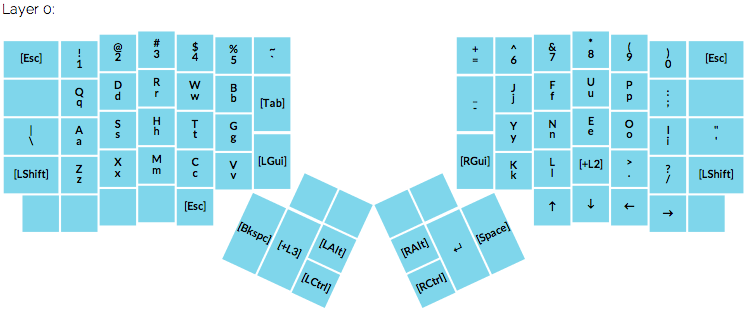 Layer 0:
[Esc] ! 1 @ 2 # 3 $ 4 % 5 ~ ` + = ^ 6 & 7 * 8 ( 9 ) 0 [Esc]
Q q D d R r W w B b [Tab] _ - J j F f U u P p : ;
| \ A a S s H h T t G g Y y N n E e O o I i " '
[LShift] Z z X x M m C c V v [LGui] [RGui] K k L l [+L2] > . ? / [LShift]
[Esc] ↑ ↓ ← →
[Bkspc] [+L3] [LAlt] [RAlt] ↵ [Space]
[LCtrl] [RCtrl]